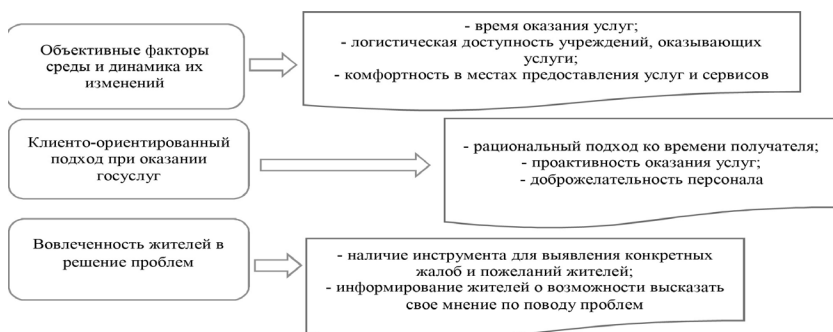 Объективные факторы
среды и динамика их
изменений
- время оказания услуг;
- логистическая доступность учреждений, оказывающих
услуги;
- комфортность в местах предоставления услуг и сервисов
Клиенто-ориентированный
подход при оказании
госуслуг
- рациональный подход ко времени получателя;
- проактивность оказания услуг;
- доброжелательность персонала
Вовлеченность жителей в
решение проблем
- наличие инструмента для выявления конкретных
жалоб и пожеланий жителей;
- информирование жителей о возможности высказать
свое мнение по поводу проблем